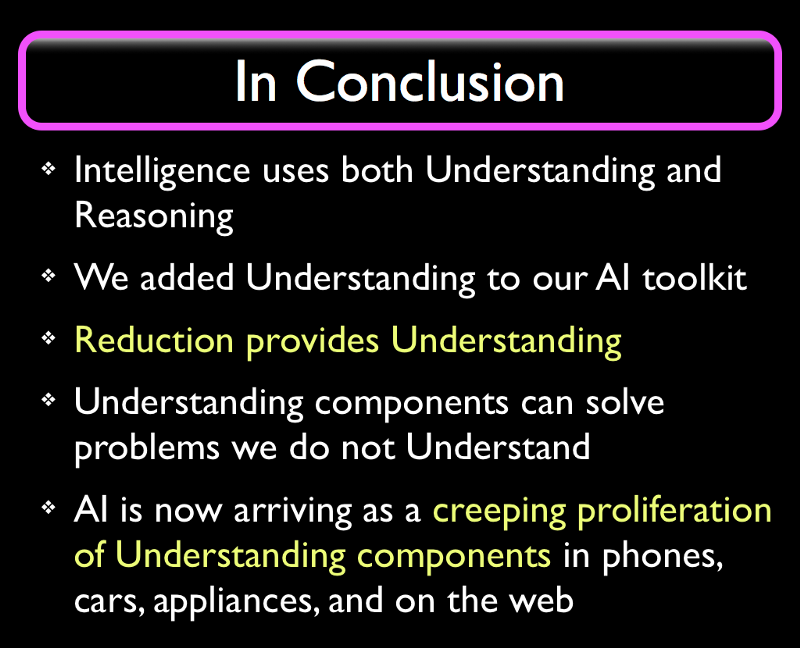 In Conclusion
❖ Intelligence uses both Understanding and
Reasoning
❖ We added Understanding to our AI toolkit
❖ Reduction provides Understanding
❖ Understanding components can solve
problems we do not Understand
❖ AI is now arriving as a creeping proliferation
of Understanding components in phones,
cars, appliances, and on the web